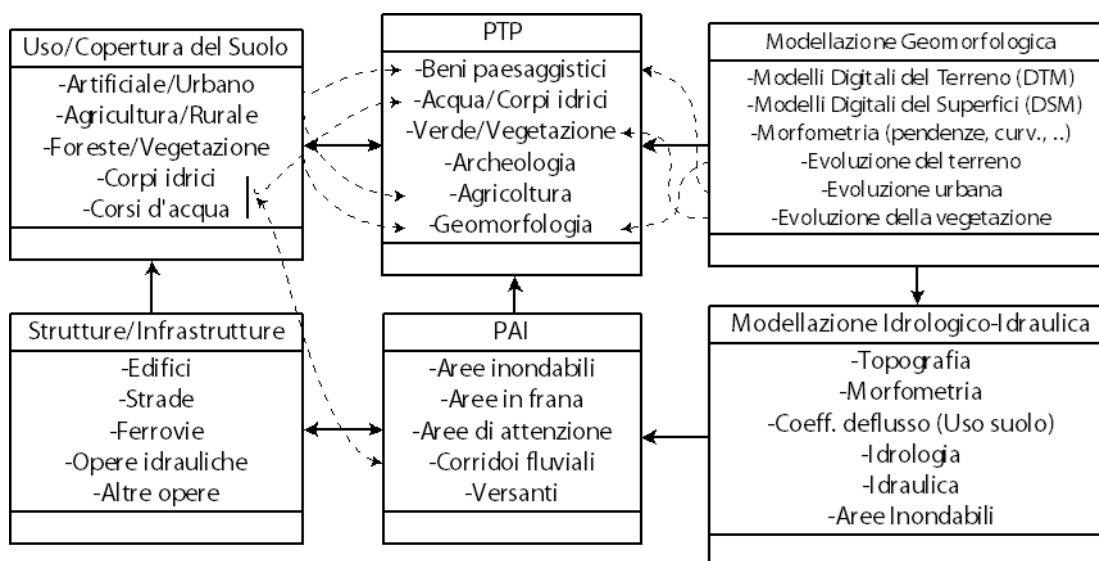 Uso/Copertura del Suolo
-Artificiale/Urbano
-Agricultura/Rurale
-Foreste/Vegetazione
-Corpi idrici
-Corsi d'acqua
PTP
-Beni paesaggistici
-Acqua/Corpi idrici
-Verde/Vegetazione
-Archeologia
-Agricoltura
-Geomorfologia
Modellazione Geomorfologica
-Modelli Digitali del Terreno (DTM)
-Modelli Digitali del Superfici (DSM)
-Morfometria (pendenze, curv., ..)
-Evoluzione del terreno
-Evoluzione urbana
-Evoluzione della vegetazione
Strutture/Infrastrutture
-Edifici
-Strade
-Ferrovie
-Opere idrauliche
-Altre opere
PAI
-Aree inondabili
-Aree in frana
-Aree di attenzione
-Corridoi fluviali
-Versanti
Modellazione Idrologico-Idraulica
-Topografia
-Morfometria
-Coeff. deflusso (Uso suolo)
-Idrologia
-Idraulica
-Aree Inondabili